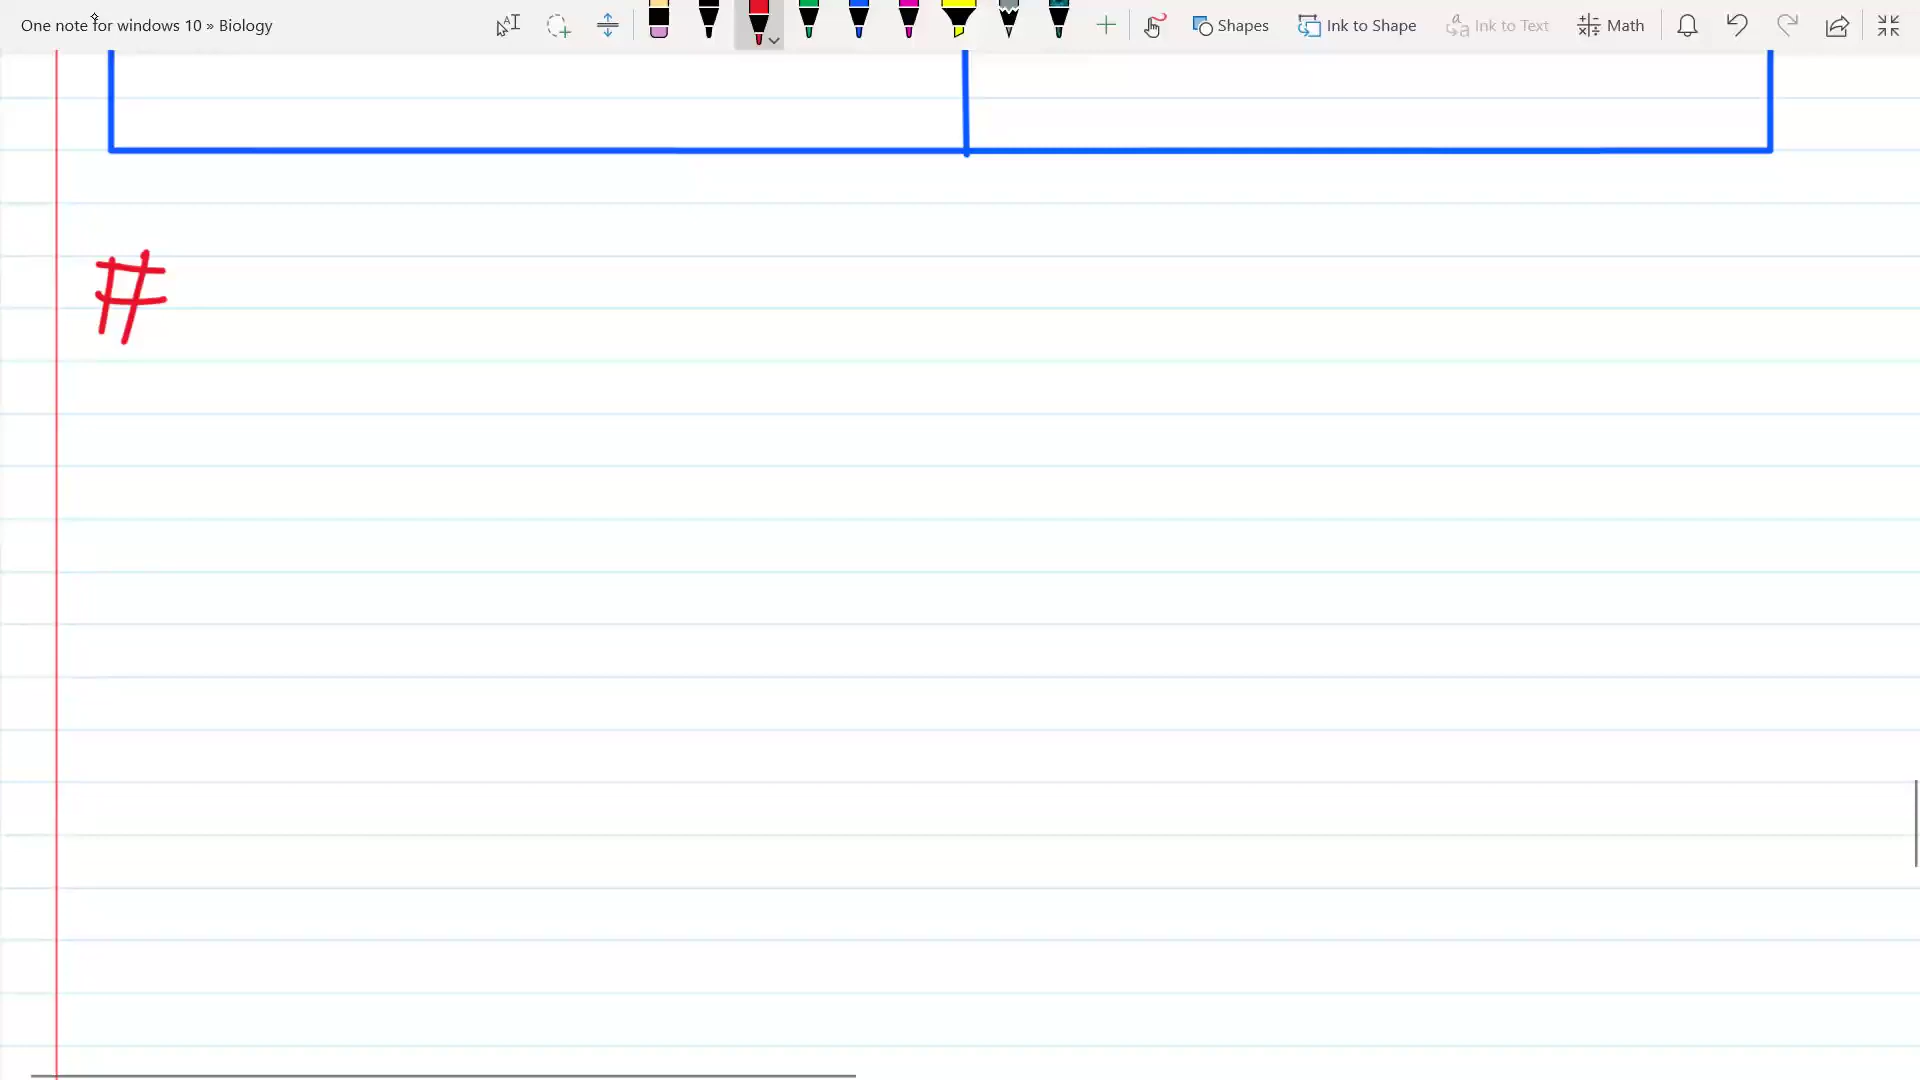 One note for windows 10 » Biology
Shapes
Ink to Shape
Ink to Text
Math
#